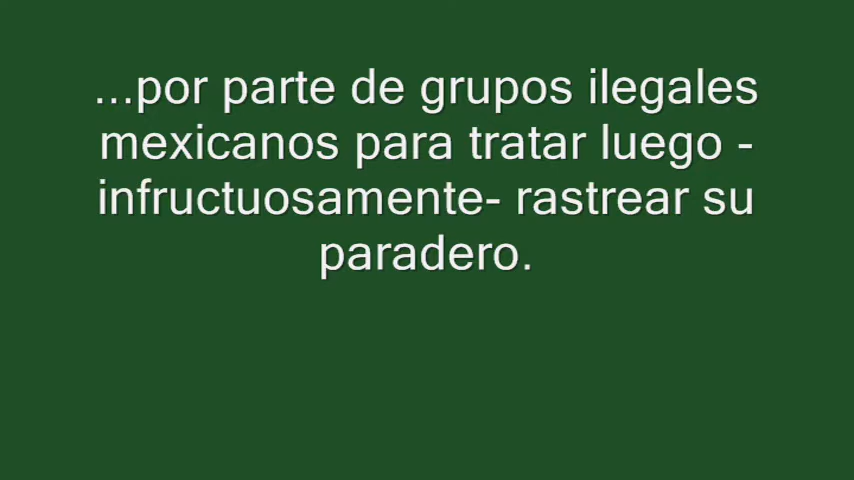 ...por parte de grupos ilegales
mexicanos para tratar luego -
infructuosamente- rastrear su
paradero.